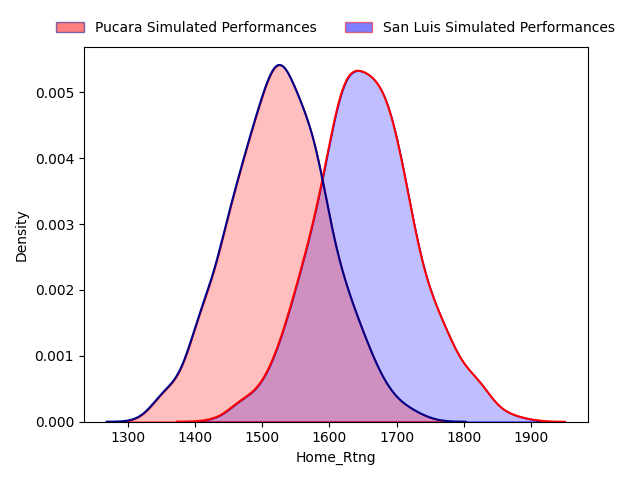 Pucara Simulated Performances
San Luis Simulated Performances
0.005
0.004
0.003
0.002
0.001
0.000
Density
1300 1400 1500 1600 1700 1800 1900
Home_Rtng